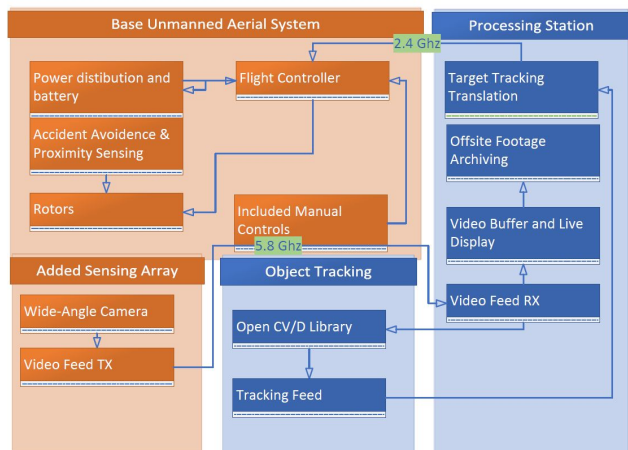 Base Unmanned Aerial System
Processing Station
2.4 Ghz
Power distibution and
battery
Flight Controller
Target Tracking
Translation
Accident Avoidence &
Proximity Sensing
Offsite Footage
Archiving
Rotors
Included Manual
Controls
Video Buffer and Live
Display
5.8 Ghz
Added Sensing Array
Object Tracking
Wide-Angle Camera
Open CV/D Library
Video Feed RX
Video Feed TX
Tracking Feed